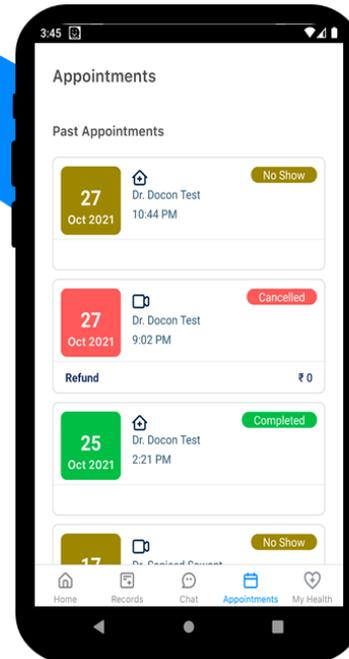 3:45
Appointments
Past Appointments
27
Oct 2021
No Show
Dr. Docon Test
10:44 PM
27
Oct 2021
Cancelled
Dr. Docon Test
9:02 PM
Refund ₹ 0
25
Oct 2021
Completed
Dr. Docon Test
2:21 PM
17
No Show
Home Records Chat Appointments My Health